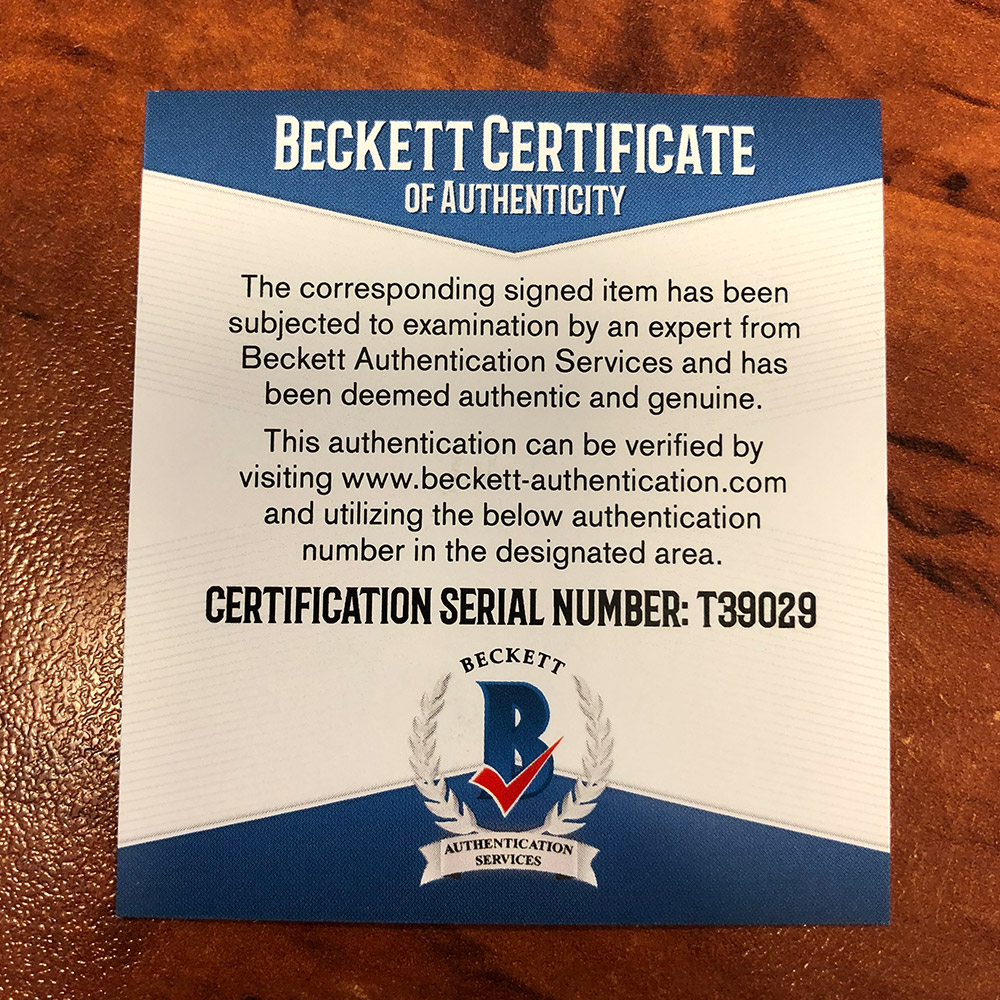 BECKETT CERTIFICATE
OF AUTHENTICITY
The corresponding signed item has been
subjected to examination by an expert from
Beckett Authentication Services and has
been deemed authentic and genuine.
This authentication can be verified by
visiting www.beckett-authentication.com
and utilizing the below authentication
number in the designated area.
CERTIFICATION SERIAL NUMBER: T39029
BECKETT
B
AUTHENTICATION
SERVICES